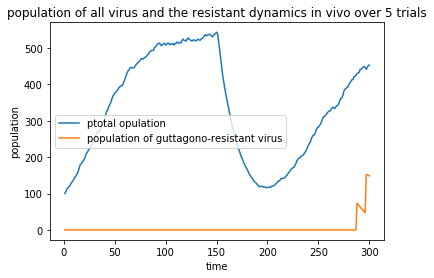 population of all virus and the resistant dynamics in vivo over 5 trials
500
400
300
200
100
0
population
ptotal opulation
population of guttagono-resistant virus
0 50 100 150 200 250 300
time